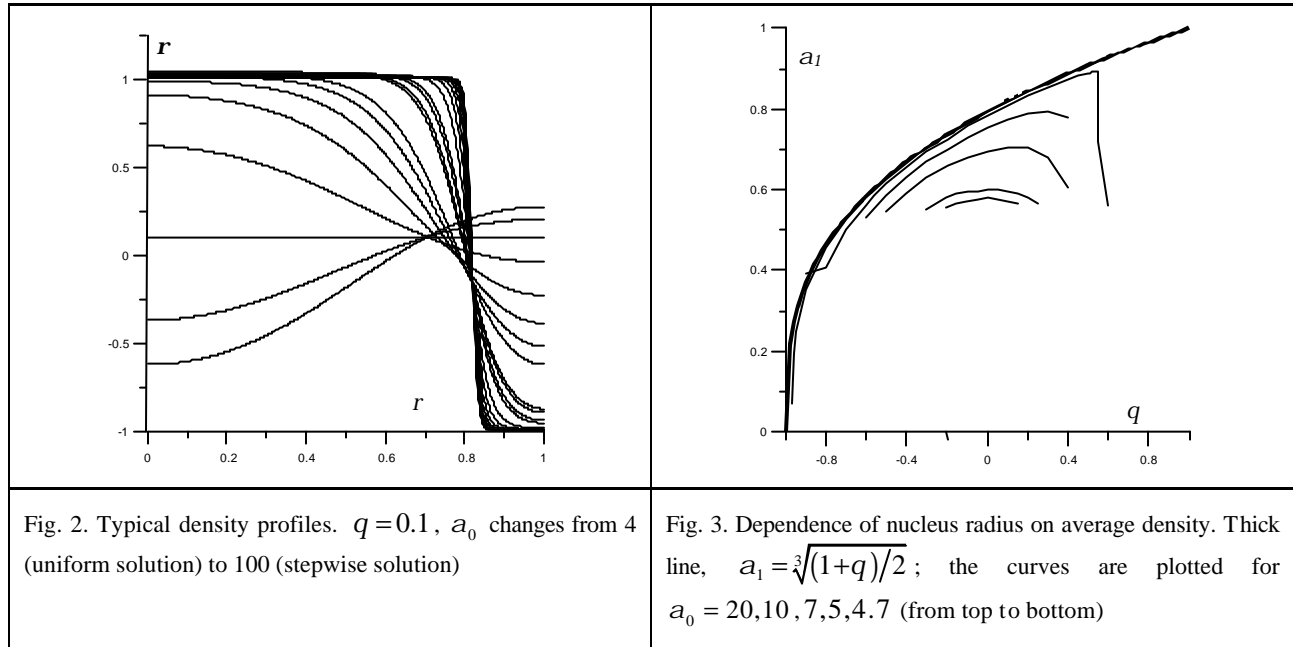 r
1
0.5
0
-0.5
-1
r
0
0.2
0.4
0.6
0.8
1
1
a1
0.8
0.6
0.4
0.2
0
q
-0.8
-0.4
0
0.4
0.8
Fig. 2. Typical density profiles. q = 0.1, a₀ changes from 4
(uniform solution) to 100 (stepwise solution)
Fig. 3. Dependence of nucleus radius on average density. Thick
line, a₁ = ∛((1+q)/2); the curves are plotted for
a₀ = 20,10,7,5,4.7 (from top to bottom)